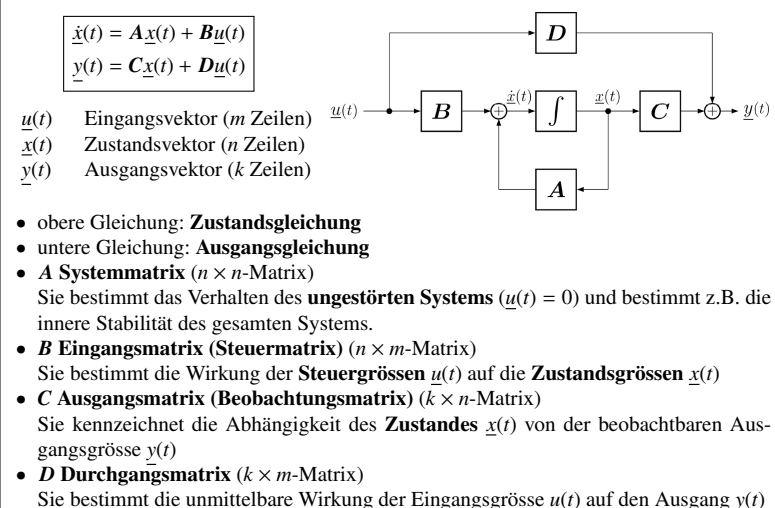 ẋ(t) = Ax(t) + Bu(t)
y(t) = Cx(t) + Du(t)
u(t) Eingangsvektor (m Zeilen)
x(t) Zustandsvektor (n Zeilen)
y(t) Ausgangsvektor (k Zeilen)
D
u(t) B ẋ(t) ∫ x(t) C y(t)
A
• obere Gleichung: Zustandsgleichung
• untere Gleichung: Ausgangsgleichung
• A Systemmatrix (n × n-Matrix)
Sie bestimmt das Verhalten des ungestörten Systems (u(t) = 0) und bestimmt z.B. die
innere Stabilität des gesamten Systems.
• B Eingangsmatrix (Steuermatrix) (n × m-Matrix)
Sie bestimmt die Wirkung der Steuergrössen u(t) auf die Zustandsgrössen x(t)
• C Ausgangsmatrix (Beobachtungsmatrix) (k × n-Matrix)
Sie kennzeichnet die Abhängigkeit des Zustandes x(t) von der beobachtbaren Aus-
gangsgrösse y(t)
• D Durchgangsmatrix (k × m-Matrix)
Sie bestimmt die unmittelbare Wirkung der Eingangsgrösse u(t) auf den Ausgang y(t)